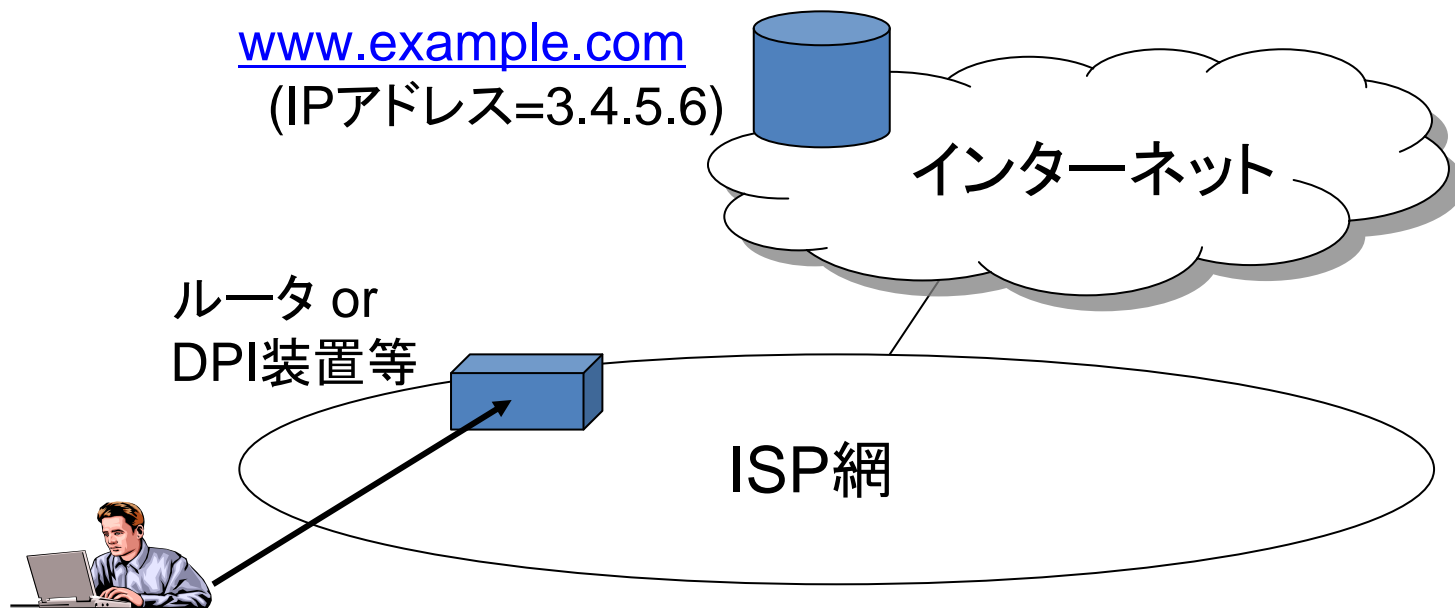 www.example.com
(IPアドレス=3.4.5.6)
インターネット
ルータ or
DPI装置等
ISP網